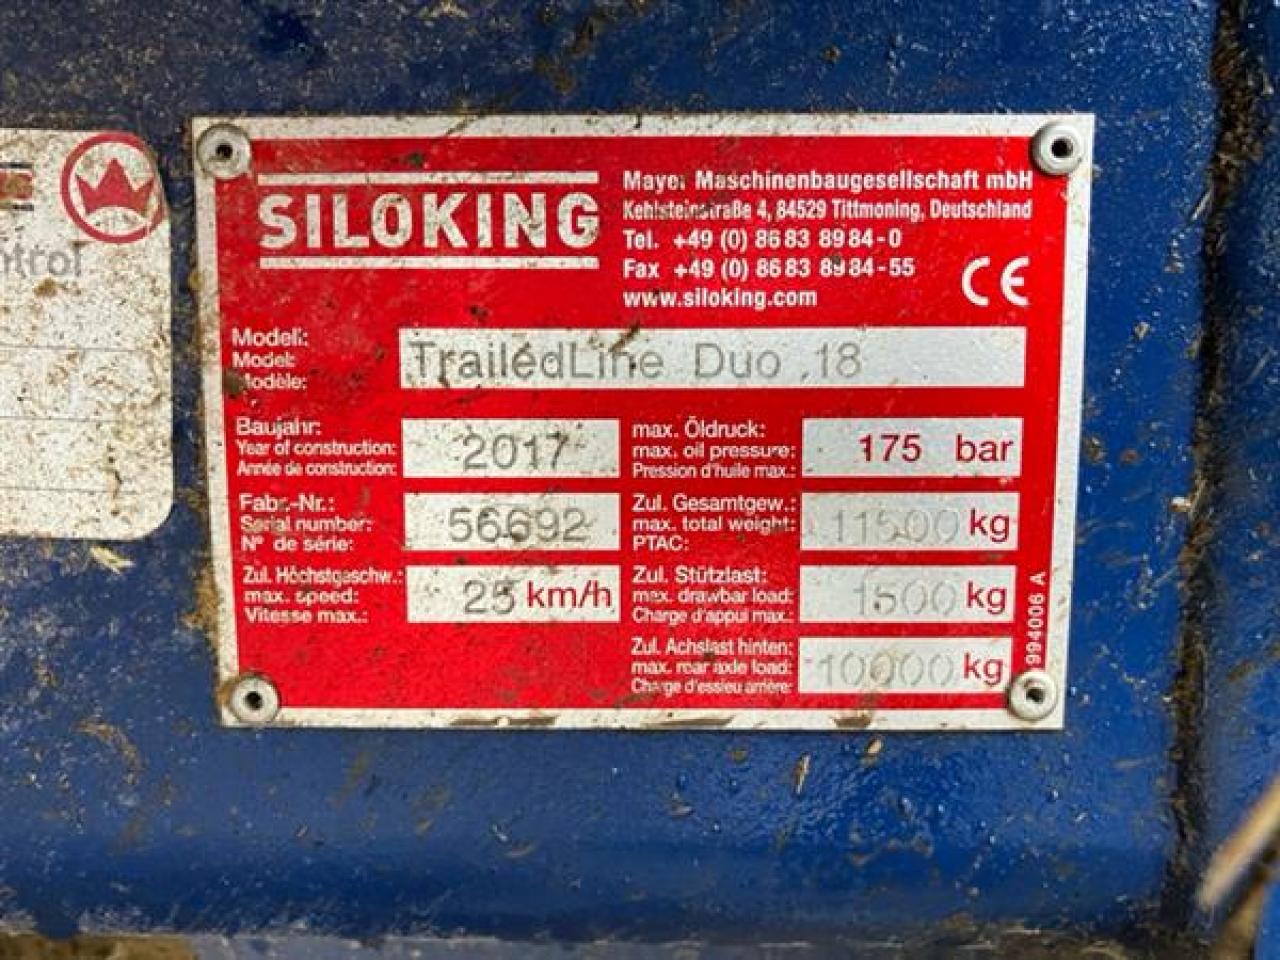 ntrol
SILOKING
Mayer Maschinenbaugesellschaft mbH
Kehlsteinstraße 4, 84529 Tittmoning, Deutschland
Tel. +49 (0) 86 83 89 84-0
Fax +49 (0) 86 83 89 84-55
www.siloking.com
CE
Modell:
Model:
Modèle:
TrailedLine Duo 18
Baujahr:
Year of construction:
Année de construction:
2017
max. Öldruck:
max. oil pressure:
Pression d'huile max.:
175 bar
Fabr.-Nr.:
Serial number:
N° de série:
56692
Zul. Gesamtgew.:
max. total weight:
PTAC:
11500 kg
Zul. Höchstgeschw.:
max. speed:
Vitesse max.:
25 km/h
Zul. Stützlast:
max. drawbar load:
Charge d'appui max.:
1500 kg
Zul. Achslast hinten:
max. rear axle load:
Charge d'essieu arrière:
10000 kg
994006 A